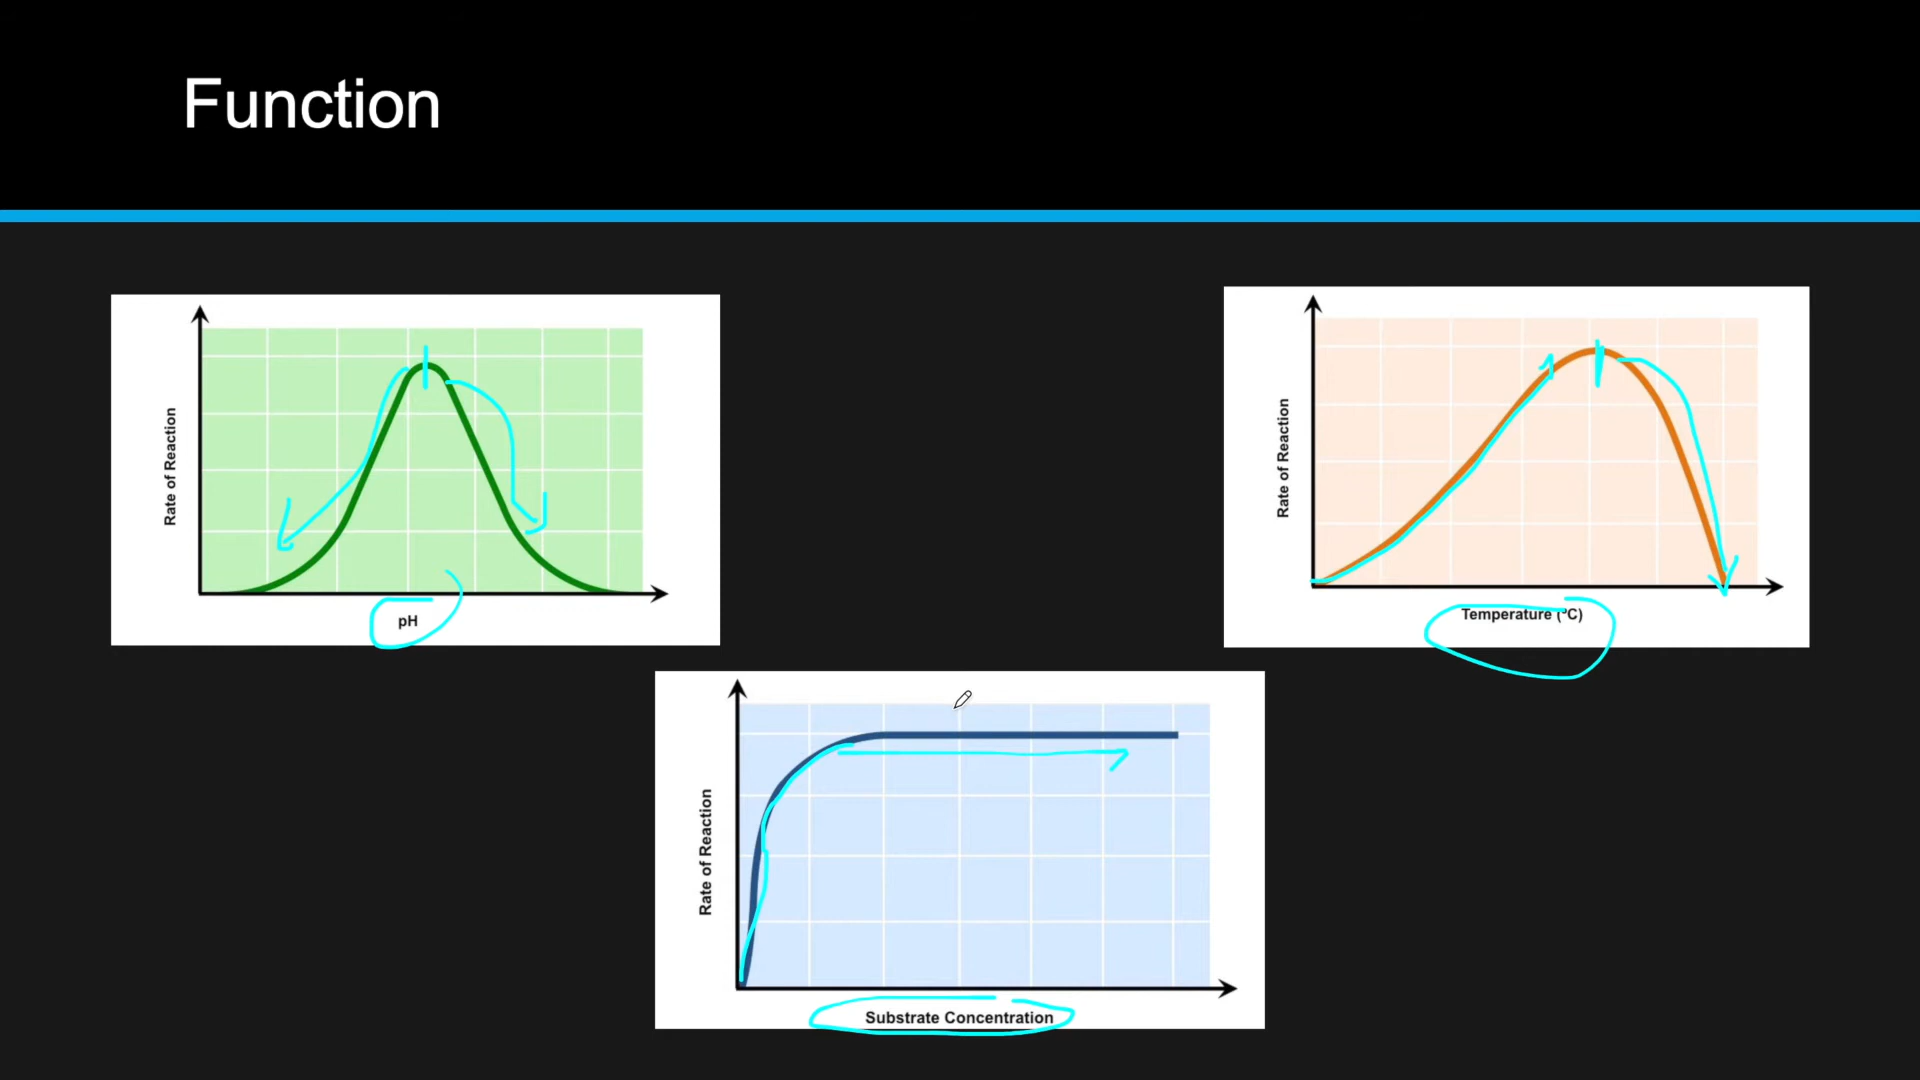 Function
Rate of Reaction
pH
Rate of Reaction
Temperature (°C)
Rate of Reaction
Substrate Concentration